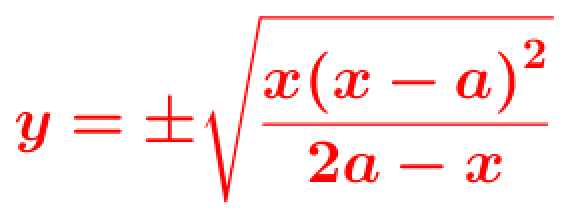 y = ±√(x(x − a)²/(2a − x))